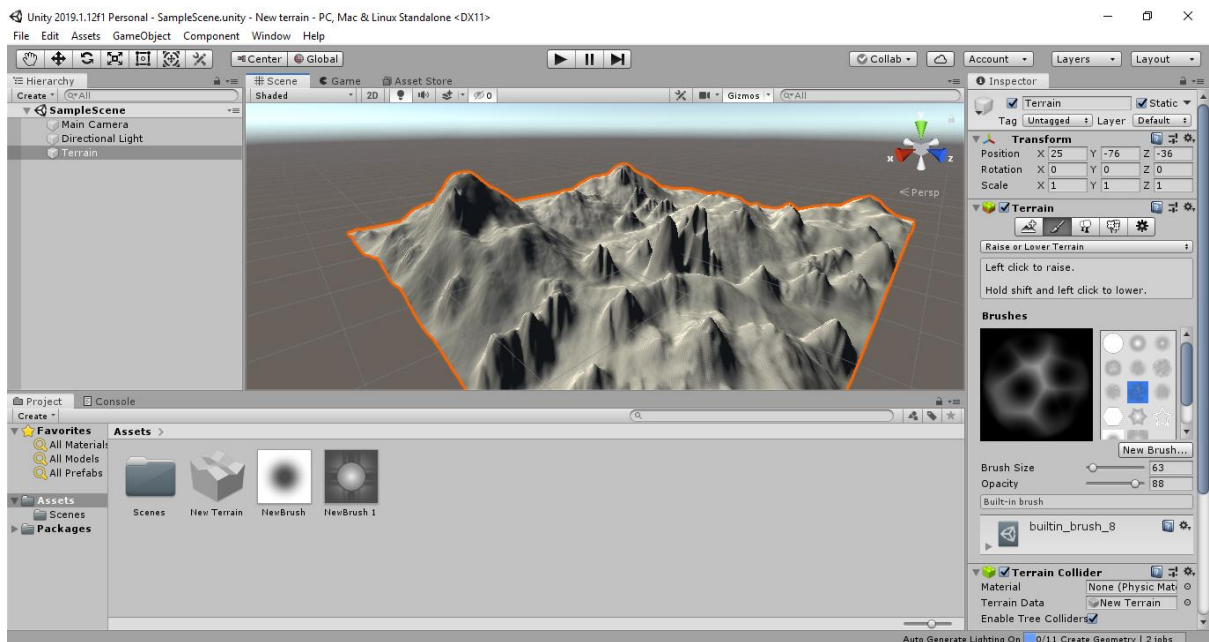 Unity 2019.1.12f1 Personal - SampleScene.unity - New terrain - PC, Mac & Linux Standalone <DX11>
File Edit Assets GameObject Component Window Help
Center Global Collab Account Layers Layout
Hierarchy
Create All
SampleScene
Main Camera
Directional Light
Terrain
Scene Game Asset Store
Shaded 2D 0 Gizmos All
y
x z
Persp
Project Console
Create
Favorites
All Materials
All Models
All Prefabs
Assets
Scenes
Packages
Assets >
Scenes New Terrain NewBrush NewBrush 1
Inspector
Terrain Static
Tag Untagged Layer Default
Transform
Position X 25 Y -76 Z -36
Rotation X 0 Y 0 Z 0
Scale X 1 Y 1 Z 1
Terrain
Raise or Lower Terrain
Left click to raise.
Hold shift and left click to lower.
Brushes
New Brush...
Brush Size 63
Opacity 88
Built-in brush
builtin_brush_8
Terrain Collider
Material None (Physic Mate
Terrain Data New Terrain
Enable Tree Colliders
Auto Generate Lighting On 0/11 Create Geometry | 2 jobs